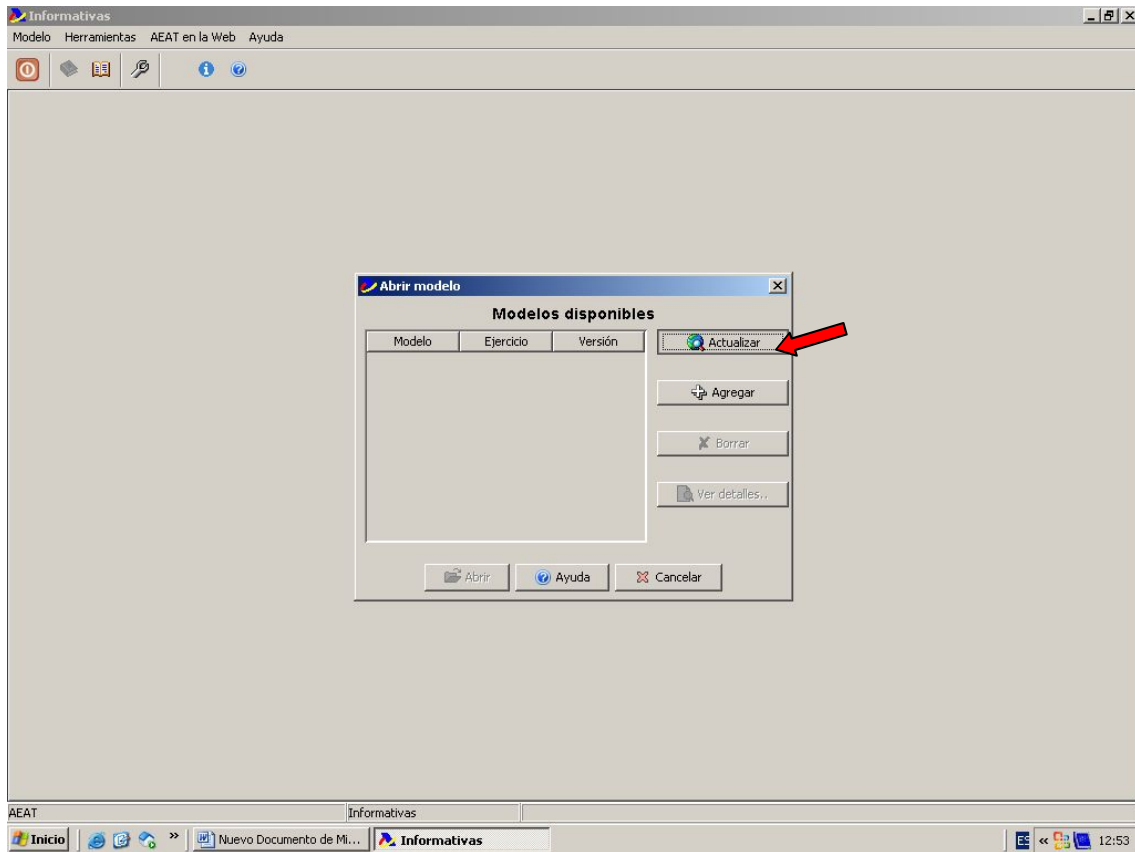 Informativas
Modelo Herramientas AEAT en la Web Ayuda
Abrir modelo
Modelos disponibles
Modelo Ejercicio Versión
Actualizar
Agregar
Borrar
Ver detalles..
Abrir Ayuda Cancelar
AEAT Informativas
Inicio » Nuevo Documento de Mi... Informativas ES « 12:53